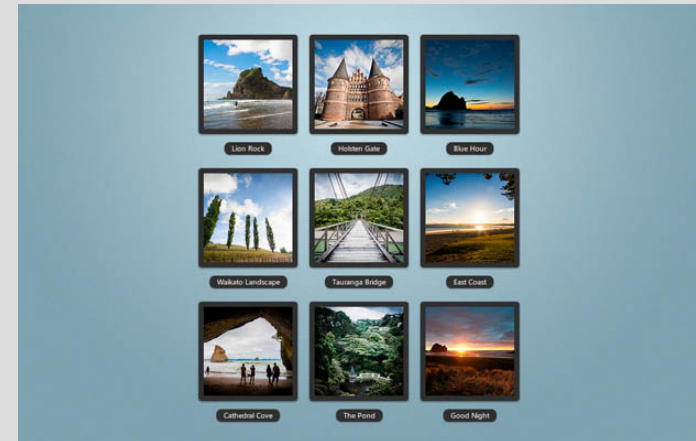 Lion Rock
Holsten Gate
Blue Hour
Waikato Landscape
Tauranga Bridge
East Coast
Cathedral Cove
The Pond
Good Night